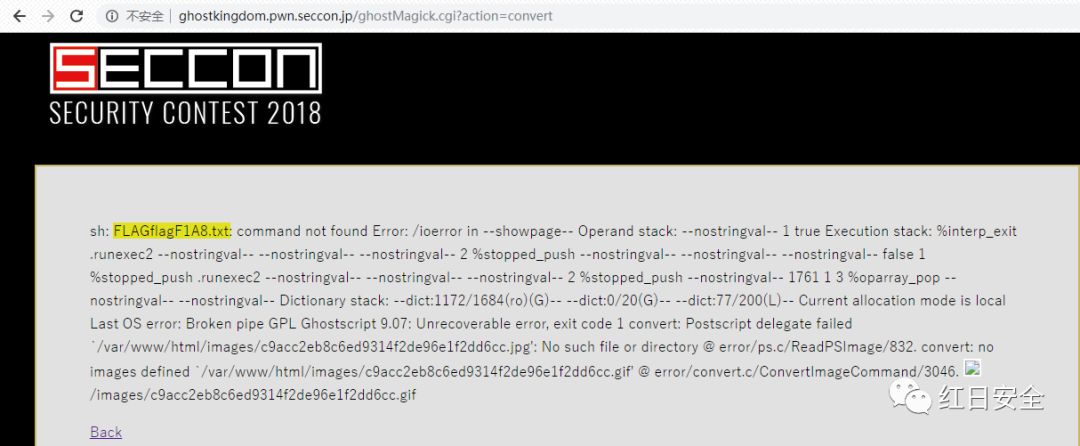 不安全 | ghostkingdom.pwn.seccon.jp/ghostMagick.cgi?action=convert
SECCON
SECURITY CONTEST 2018
sh: FLAGflagF1A8.txt: command not found Error: /ioerror in --showpage-- Operand stack: --nostringval-- 1 true Execution stack: %interp_exit
.runexec2 --nostringval-- --nostringval-- --nostringval-- 2 %stopped_push --nostringval-- --nostringval-- --nostringval-- false 1
%stopped_push .runexec2 --nostringval-- --nostringval-- --nostringval-- 2 %stopped_push --nostringval-- 1761 1 3 %oparray_pop --
nostringval-- --nostringval-- Dictionary stack: --dict:1172/1684(ro)(G)-- --dict:0/20(G)-- --dict:77/200(L)-- Current allocation mode is local
Last OS error: Broken pipe GPL Ghostscript 9.07: Unrecoverable error, exit code 1 convert: Postscript delegate failed
`/var/www/html/images/c9acc2eb8c6ed9314f2de96e1f2dd6cc.jpg': No such file or directory @ error/ps.c/ReadPSImage/832. convert: no
images defined `/var/www/html/images/c9acc2eb8c6ed9314f2de96e1f2dd6cc.gif' @ error/convert.c/ConvertImageCommand/3046.
/images/c9acc2eb8c6ed9314f2de96e1f2dd6cc.gif
红日安全
Back